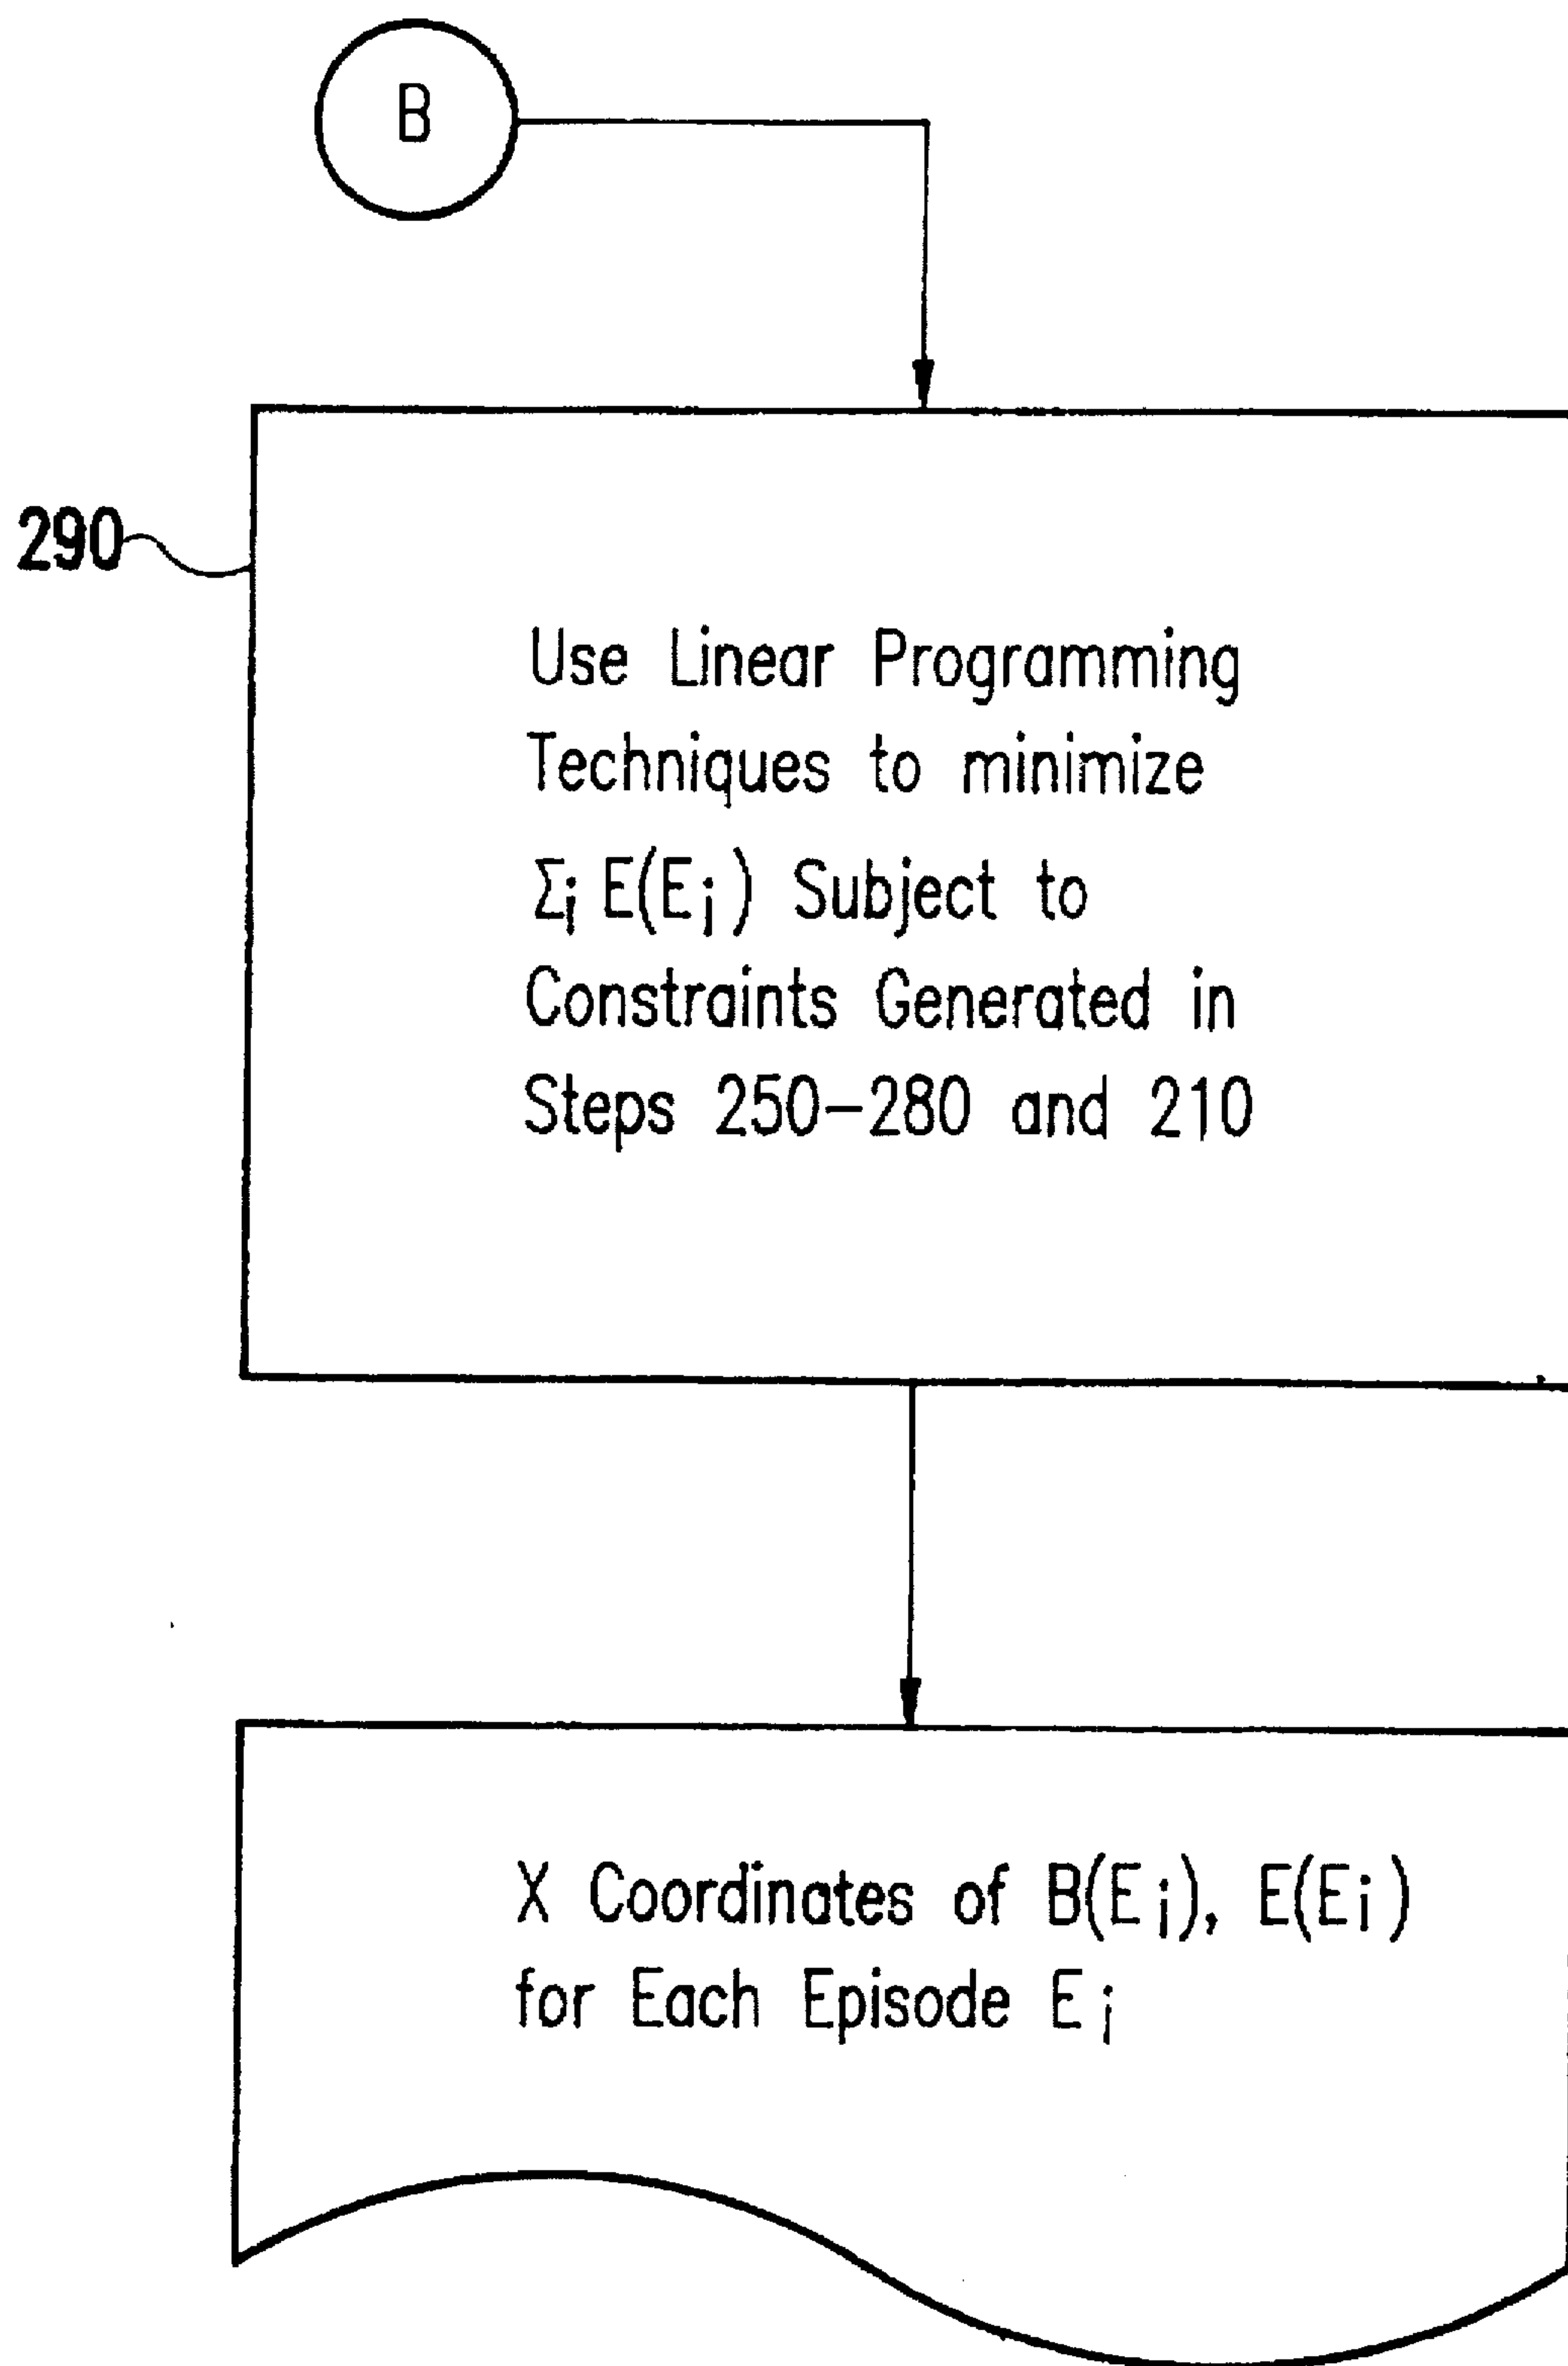 B
290
Use Linear Programming
Techniques to minimize
Σi E(Ei) Subject to
Constraints Generated in
Steps 250-280 and 210
X Coordinates of B(Ei), E(Ei)
for Each Episode Ei